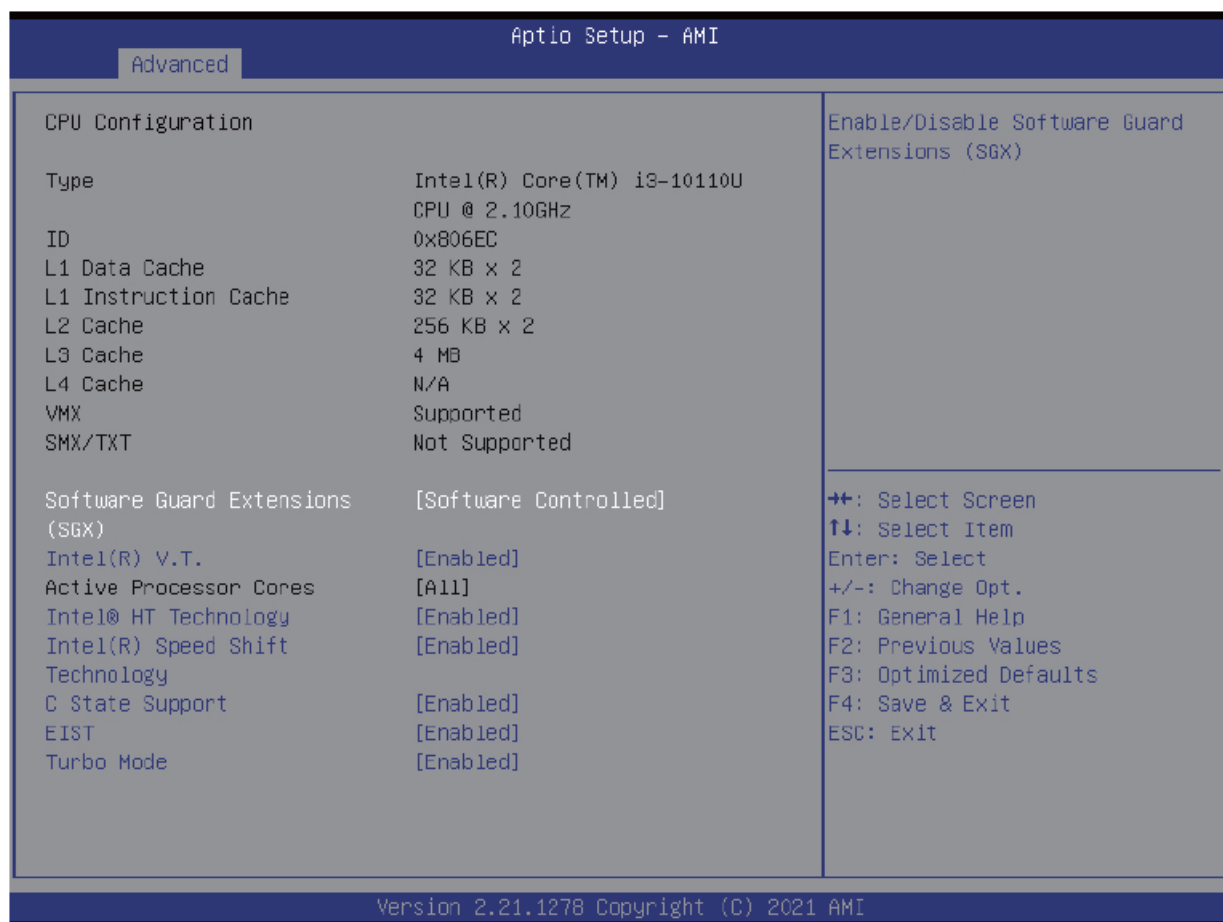 Aptio Setup - AMI
Advanced
CPU Configuration
Type Intel(R) Core(TM) i3-10110U
CPU @ 2.10GHz
ID 0x806EC
L1 Data Cache 32 KB x 2
L1 Instruction Cache 32 KB x 2
L2 Cache 256 KB x 2
L3 Cache 4 MB
L4 Cache N/A
VMX Supported
SMX/TXT Not Supported
Software Guard Extensions [Software Controlled]
(SGX)
Intel(R) V.T. [Enabled]
Active Processor Cores [All]
Intel® HT Technology [Enabled]
Intel(R) Speed Shift [Enabled]
Technology
C State Support [Enabled]
EIST [Enabled]
Turbo Mode [Enabled]
Enable/Disable Software Guard
Extensions (SGX)
→←: Select Screen
↑↓: Select Item
Enter: Select
+/-: Change Opt.
F1: General Help
F2: Previous Values
F3: Optimized Defaults
F4: Save & Exit
ESC: Exit
Version 2.21.1278 Copyright (C) 2021 AMI